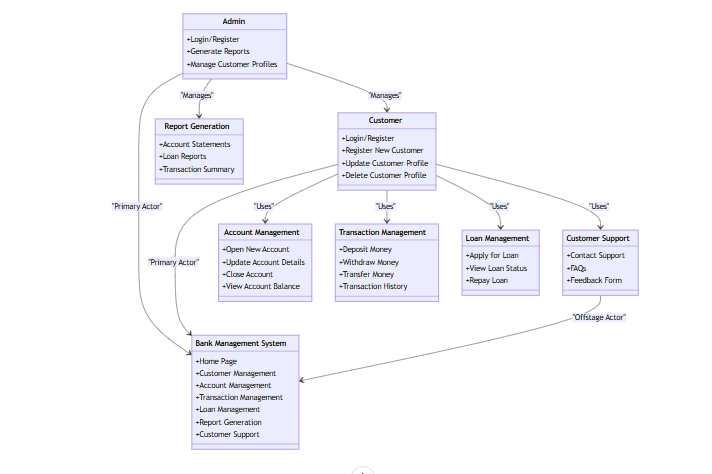 Admin
+Login/Register
+Generate Reports
+Manage Customer Profiles
"Manages"
"Manages"
Report Generation
+Account Statements
+Loan Reports
+Transaction Summary
Customer
+Login/Register
+Register New Customer
+Update Customer Profile
+Delete Customer Profile
"Primary Actor"
"Uses"
"Uses"
"Uses"
"Uses"
Account Management
+Open New Account
+Update Account Details
+Close Account
+View Account Balance
Transaction Management
+Deposit Money
+Withdraw Money
+Transfer Money
+Transaction History
Loan Management
+Apply for Loan
+View Loan Status
+Repay Loan
Customer Support
+Contact Support
+FAQs
+Feedback Form
"Primary Actor"
"Offstage Actor"
Bank Management System
+Home Page
+Customer Management
+Account Management
+Transaction Management
+Loan Management
+Report Generation
+Customer Support